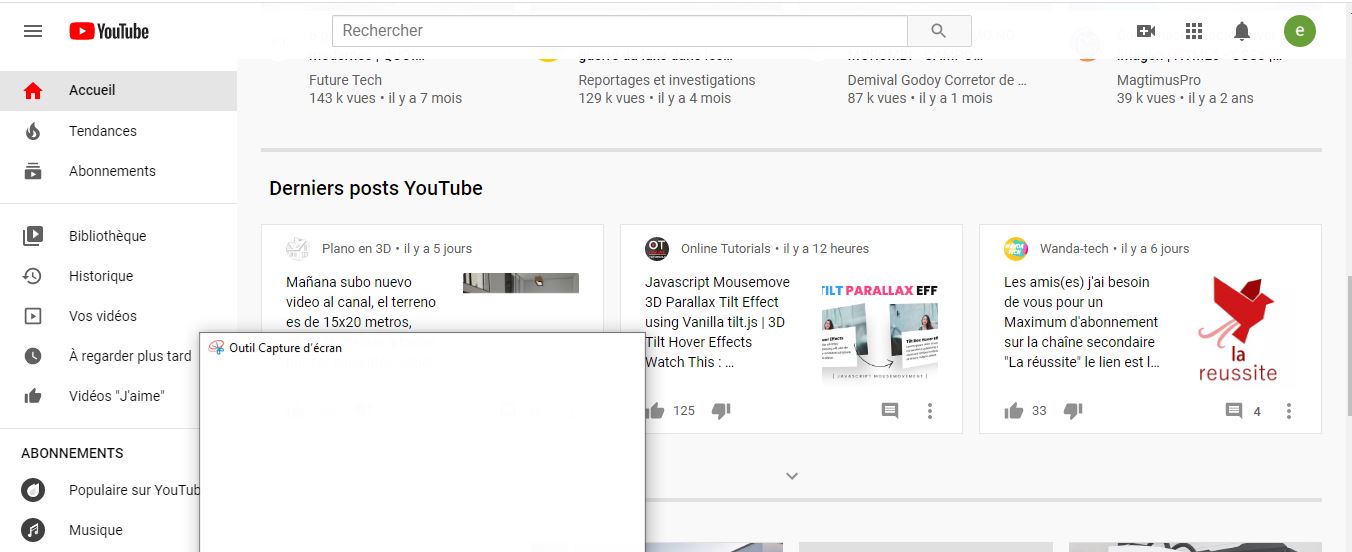 YouTube
Rechercher
e
Accueil
Tendances
Abonnements
Bibliothèque
Historique
Vos vidéos
À regarder plus tard
Vidéos "J'aime"
ABONNEMENTS
Populaire sur YouTub
Musique
Future Tech
143 k vues • il y a 7 mois
Reportages et investigations
129 k vues • il y a 4 mois
Demival Godoy Corretor de ...
87 k vues • il y a 1 mois
MagtimusPro
39 k vues • il y a 2 ans
Derniers posts YouTube
Plano en 3D • il y a 5 jours
Mañana subo nuevo
video al canal, el terreno
es de 15x20 metros,
Outil Capture d'écran
Online Tutorials • il y a 12 heures
Javascript Mousemove
3D Parallax Tilt Effect
using Vanilla tilt.js | 3D
Tilt Hover Effects
Watch This : ...
TILT PARALLAX EFF
[ JAVASCRIPT MOUSEMOVEMENT ]
125
Wanda-tech • il y a 6 jours
Les amis(es) j'ai besoin
de vous pour un
Maximum d'abonnement
sur la chaîne secondaire
"La réussite" le lien est l...
la
reussite
33
4